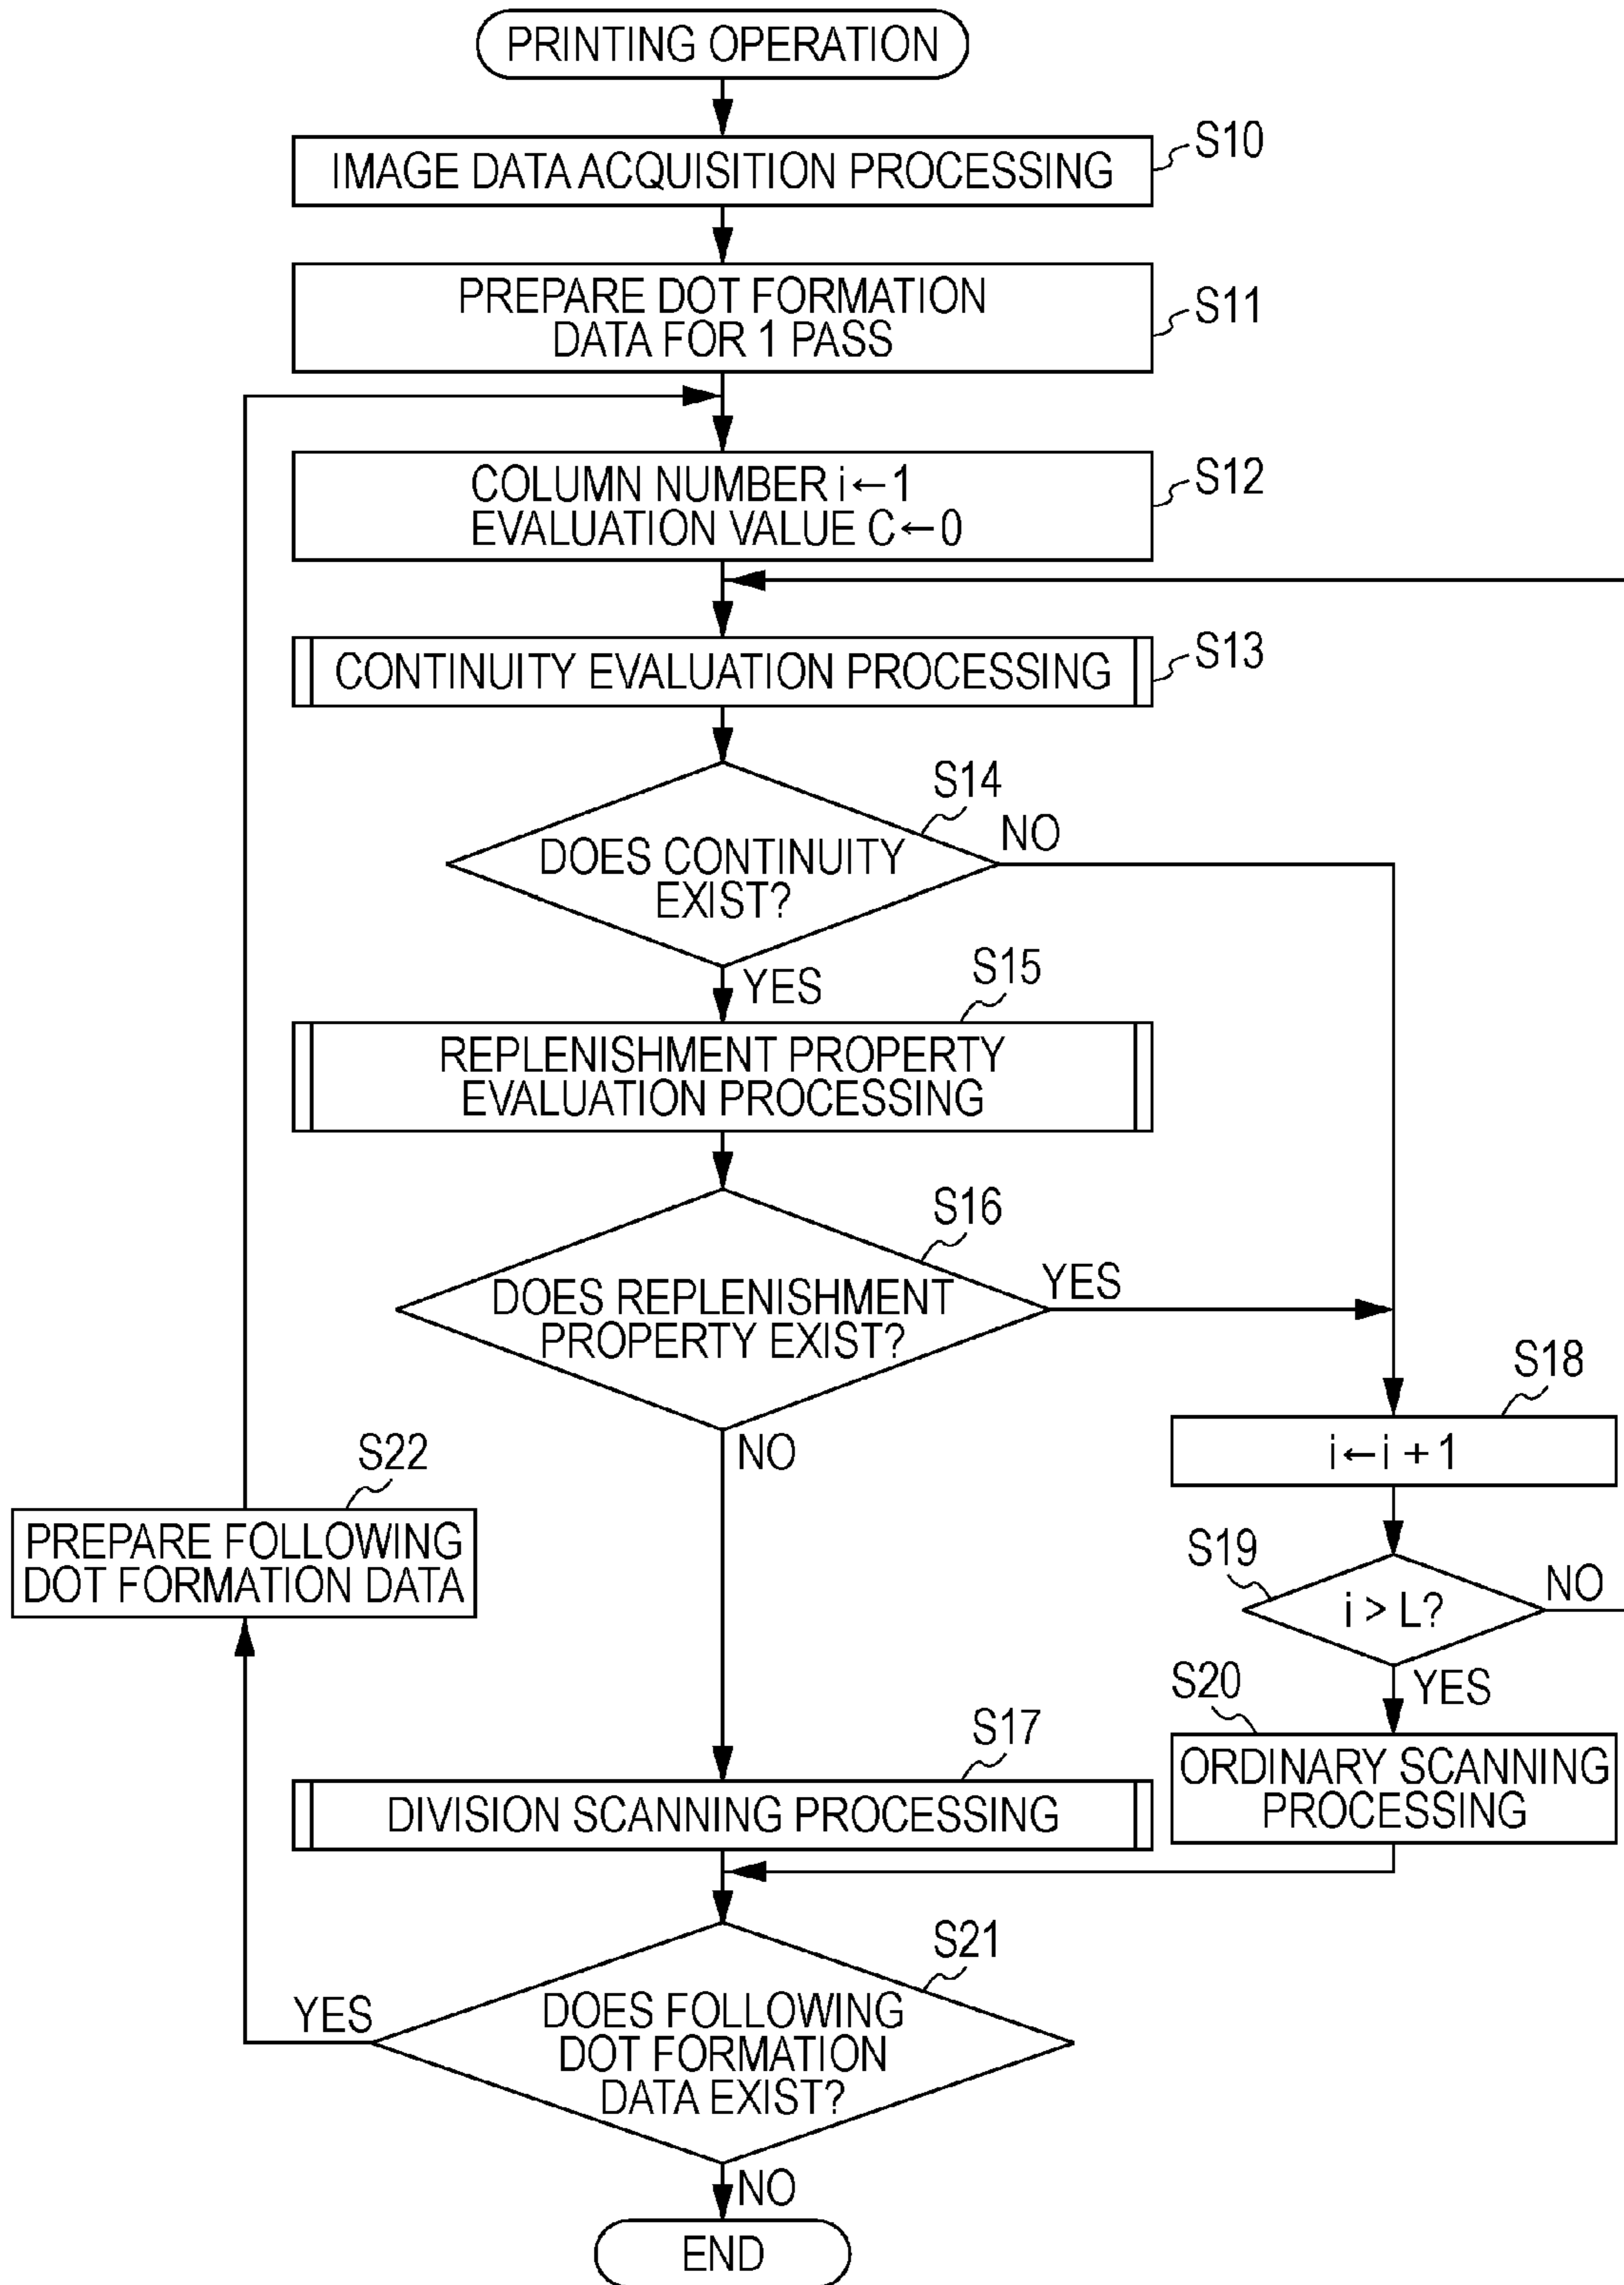 PRINTING OPERATION
S10
IMAGE DATA ACQUISITION PROCESSING
S11
PREPARE DOT FORMATION
DATA FOR 1 PASS
S12
COLUMN NUMBER i←1
EVALUATION VALUE C←0
S13
CONTINUITY EVALUATION PROCESSING
S14
NO
DOES CONTINUITY
EXIST?
YES
S15
REPLENISHMENT PROPERTY
EVALUATION PROCESSING
S16
YES
DOES REPLENISHMENT
PROPERTY EXIST?
NO
S18
i←i + 1
S22
PREPARE FOLLOWING
DOT FORMATION DATA
S19
NO
i > L?
YES
S20
ORDINARY SCANNING
PROCESSING
S17
DIVISION SCANNING PROCESSING
S21
YES
DOES FOLLOWING
DOT FORMATION
DATA EXIST?
NO
END